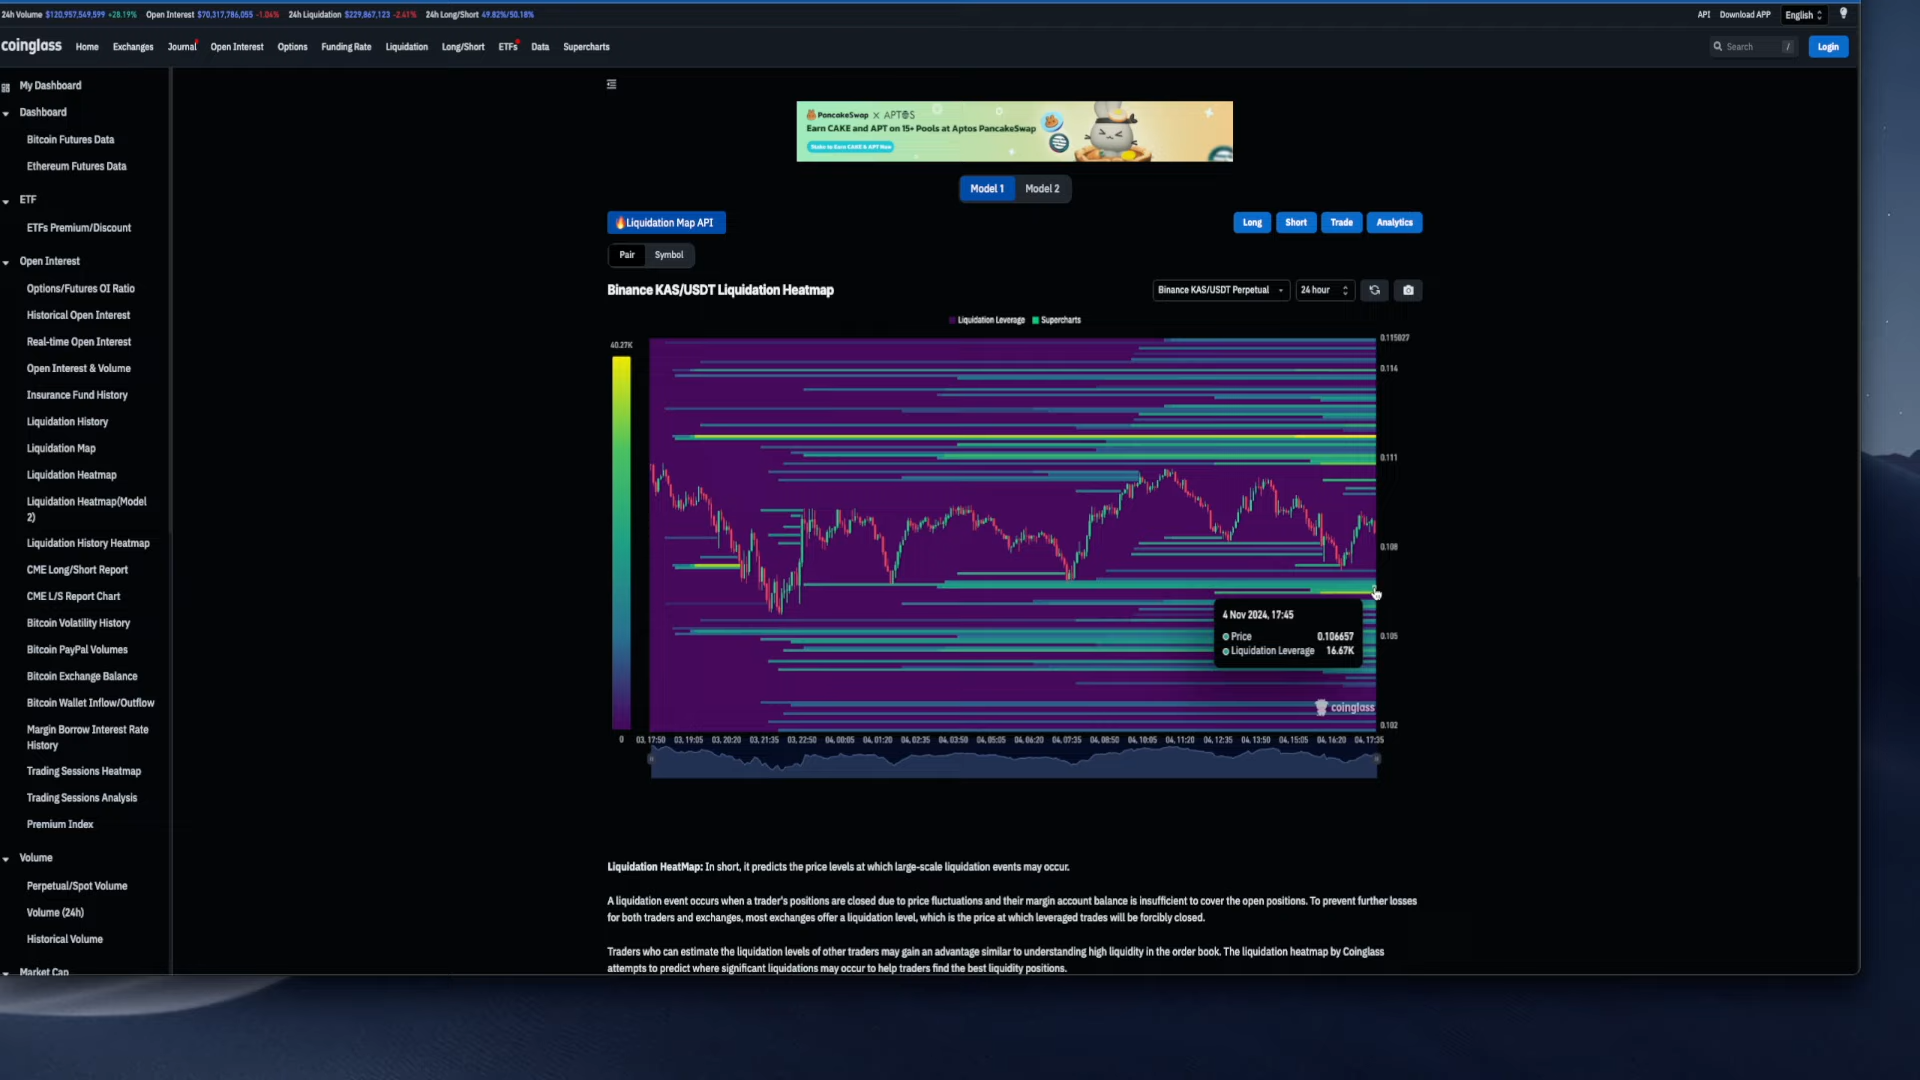 24h Volume $120,957,549,599 +28.19% Open Interest $70,317,786,055 -1.04% 24h Liquidation $229,867,123 -2.41% 24h Long/Short 49.82%/50.18%
API Download APP English
coinglass Home Exchanges Journal Open Interest Options Funding Rate Liquidation Long/Short ETFs Data Supercharts
Search / Login
My Dashboard
Dashboard
Bitcoin Futures Data
Ethereum Futures Data
ETF
ETFs Premium/Discount
Open Interest
Options/Futures OI Ratio
Historical Open Interest
Real-time Open Interest
Open Interest & Volume
Insurance Fund History
Liquidation History
Liquidation Map
Liquidation Heatmap
Liquidation Heatmap(Model
2)
Liquidation History Heatmap
CME Long/Short Report
CME L/S Report Chart
Bitcoin Volatility History
Bitcoin PayPal Volumes
Bitcoin Exchange Balance
Bitcoin Wallet Inflow/Outflow
Margin Borrow Interest Rate
History
Trading Sessions Heatmap
Trading Sessions Analysis
Premium Index
Volume
Perpetual/Spot Volume
Volume (24h)
Historical Volume
Market Cap
PancakeSwap X APTOS
Earn CAKE and APT on 15+ Pools at Aptos PancakeSwap
Stake to Earn CAKE & APT Now
Model 1 Model 2
Liquidation Map API
Long Short Trade Analytics
Pair Symbol
Binance KAS/USDT Liquidation Heatmap
Binance KAS/USDT Perpetual 24 hour
Liquidation Leverage Supercharts
40.27K
0
0.115027
0.114
0.111
0.108
0.105
0.102
4 Nov 2024, 17:45
Price 0.106657
Liquidation Leverage 16.67K
coinglass
03, 17:50 03, 19:05 03, 20:20 03, 21:35 03, 22:50 04, 00:05 04, 01:20 04, 02:35 04, 03:50 04, 05:05 04, 06:20 04, 07:35 04, 08:50 04, 10:05 04, 11:20 04, 12:35 04, 13:50 04, 15:05 04, 16:20 04, 17:35
Liquidation HeatMap: In short, it predicts the price levels at which large-scale liquidation events may occur.
A liquidation event occurs when a trader's positions are closed due to price fluctuations and their margin account balance is insufficient to cover the open positions. To prevent further losses
for both traders and exchanges, most exchanges offer a liquidation level, which is the price at which leveraged trades will be forcibly closed.
Traders who can estimate the liquidation levels of other traders may gain an advantage similar to understanding high liquidity in the order book. The liquidation heatmap by Coinglass
attempts to predict where significant liquidations may occur to help traders find the best liquidity positions.